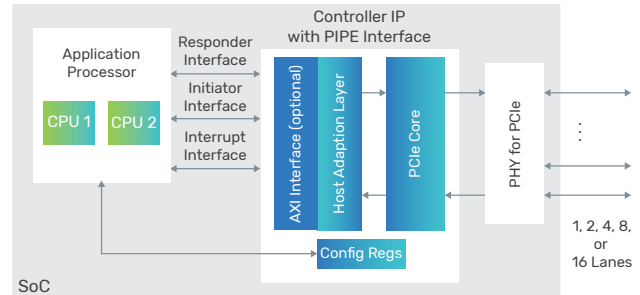 Controller IP
with PIPE Interface
Application
Processor
CPU 1
CPU 2
Responder
Interface
Initiator
Interface
Interrupt
Interface
AXI Interface (optional)
Host Adaption Layer
PCIe Core
Config Regs
PHY for PCIe
...
1, 2, 4, 8,
or
16 Lanes
SoC